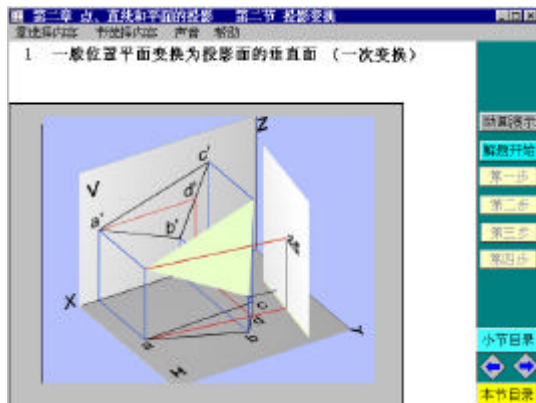 第二章 点、直线和平面的投影 第二节 投影变换
重选择内容 书选择内容 声音 帮助
1 一般位置平面变换为投影面的垂直面 (一次变换)
动画演示
解题开始
第一步
第二步
第三步
第四步
小节目录
本节目录
Z
V
c'
d'
a'
b'
X
c
d
a
b
Y
H